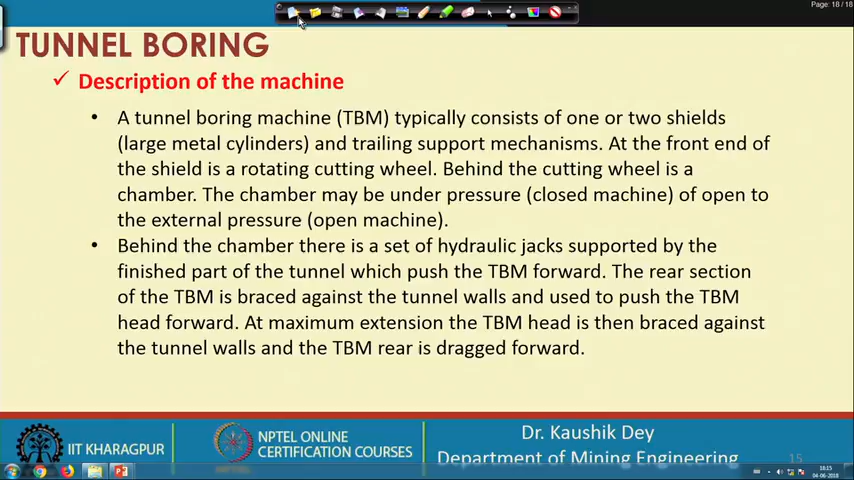 Page: 18 / 18
TUNNEL BORING
✓ Description of the machine
• A tunnel boring machine (TBM) typically consists of one or two shields
(large metal cylinders) and trailing support mechanisms. At the front end of
the shield is a rotating cutting wheel. Behind the cutting wheel is a
chamber. The chamber may be under pressure (closed machine) of open to
the external pressure (open machine).
• Behind the chamber there is a set of hydraulic jacks supported by the
finished part of the tunnel which push the TBM forward. The rear section
of the TBM is braced against the tunnel walls and used to push the TBM
head forward. At maximum extension the TBM head is then braced against
the tunnel walls and the TBM rear is dragged forward.
IIT KHARAGPUR
NPTEL ONLINE
CERTIFICATION COURSES
Dr. Kaushik Dey
Department of Mining Engineering
15
16:15
04-06-2018